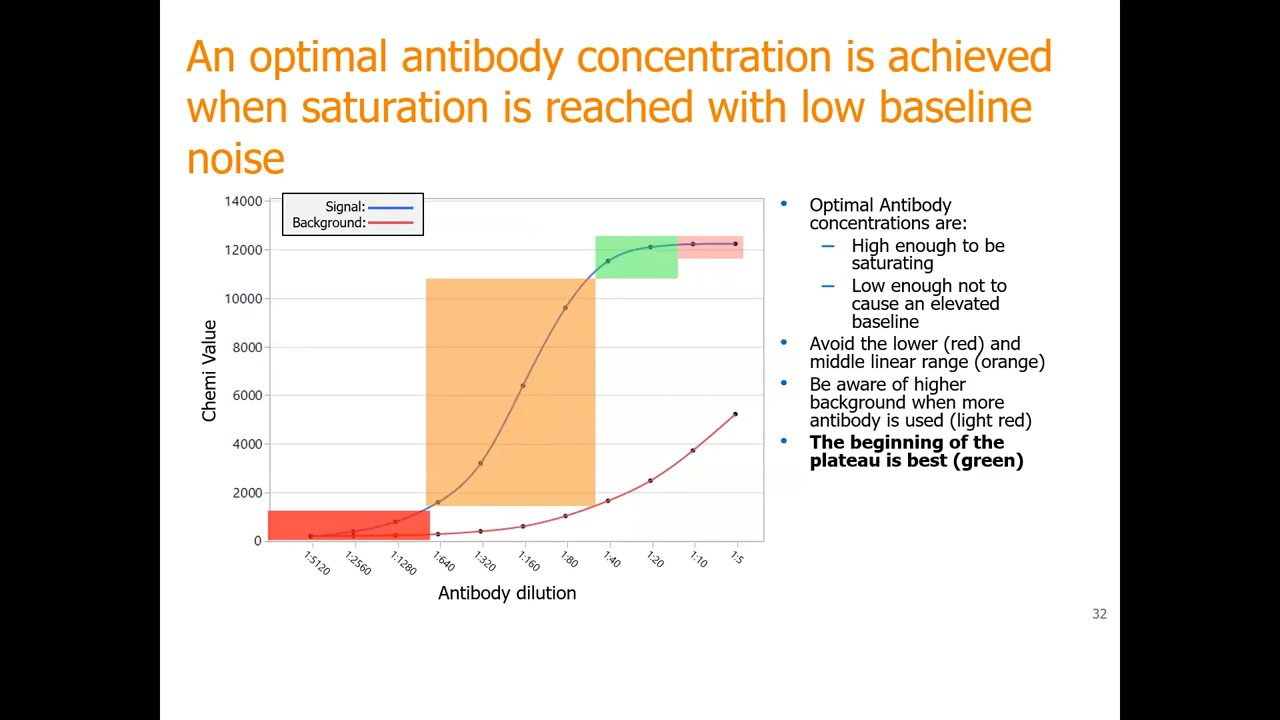 An optimal antibody concentration is achieved
when saturation is reached with low baseline
noise
14000
12000
10000
8000
6000
4000
2000
0
Chemi Value
Signal:
Background:
1:5120
1:2560
1:1280
1:640
1:320
1:160
1:80
1:40
1:20
1:10
1:5
Antibody dilution
• Optimal Antibody
concentrations are:
– High enough to be
saturating
– Low enough not to
cause an elevated
baseline
• Avoid the lower (red) and
middle linear range (orange)
• Be aware of higher
background when more
antibody is used (light red)
• The beginning of the
plateau is best (green)
32